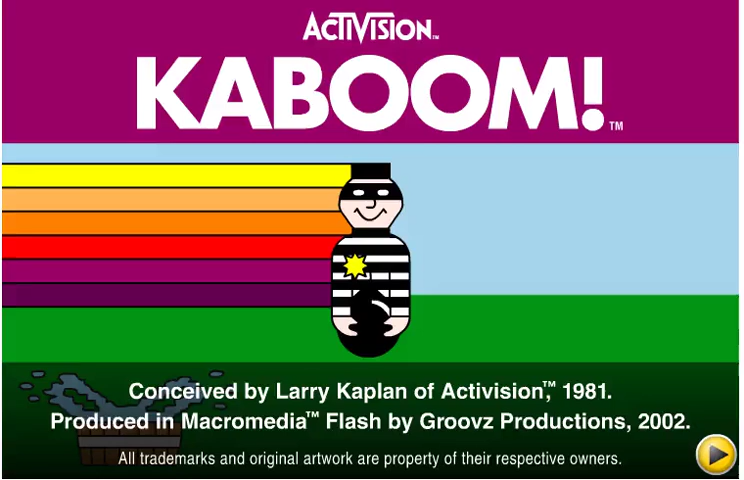 ACTIVISION™
KABOOM!™
Conceived by Larry Kaplan of Activision™, 1981.
Produced in Macromedia™ Flash by Groovz Productions, 2002.
All trademarks and original artwork are property of their respective owners.